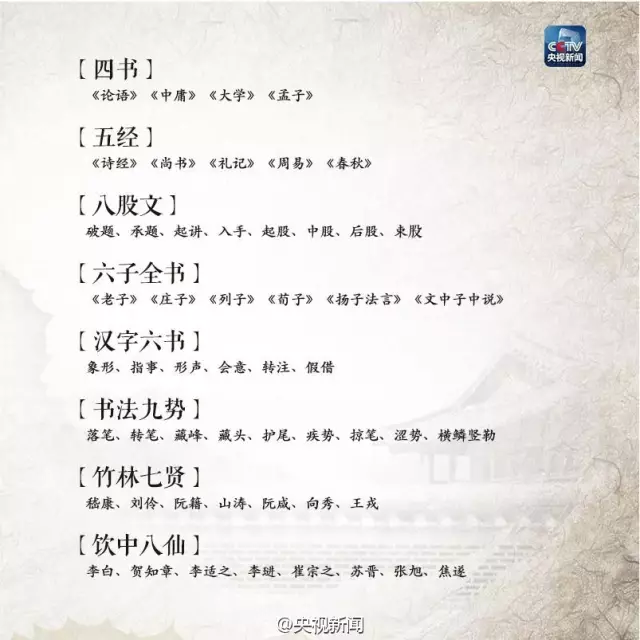 CCTV
央视新闻
【四书】
《论语》《中庸》《大学》《孟子》
【五经】
《诗经》《尚书》《礼记》《周易》《春秋》
【八股文】
破题、承题、起讲、入手、起股、中股、后股、束股
【六子全书】
《老子》《庄子》《列子》《荀子》《扬子法言》《文中子中说》
【汉字六书】
象形、指事、形声、会意、转注、假借
【书法九势】
落笔、转笔、藏峰、藏头、护尾、疾势、掠笔、涩势、横鳞竖勒
【竹林七贤】
嵇康、刘伶、阮籍、山涛、阮咸、向秀、王戎
【饮中八仙】
李白、贺知章、李适之、李琎、崔宗之、苏晋、张旭、焦遂
@央视新闻